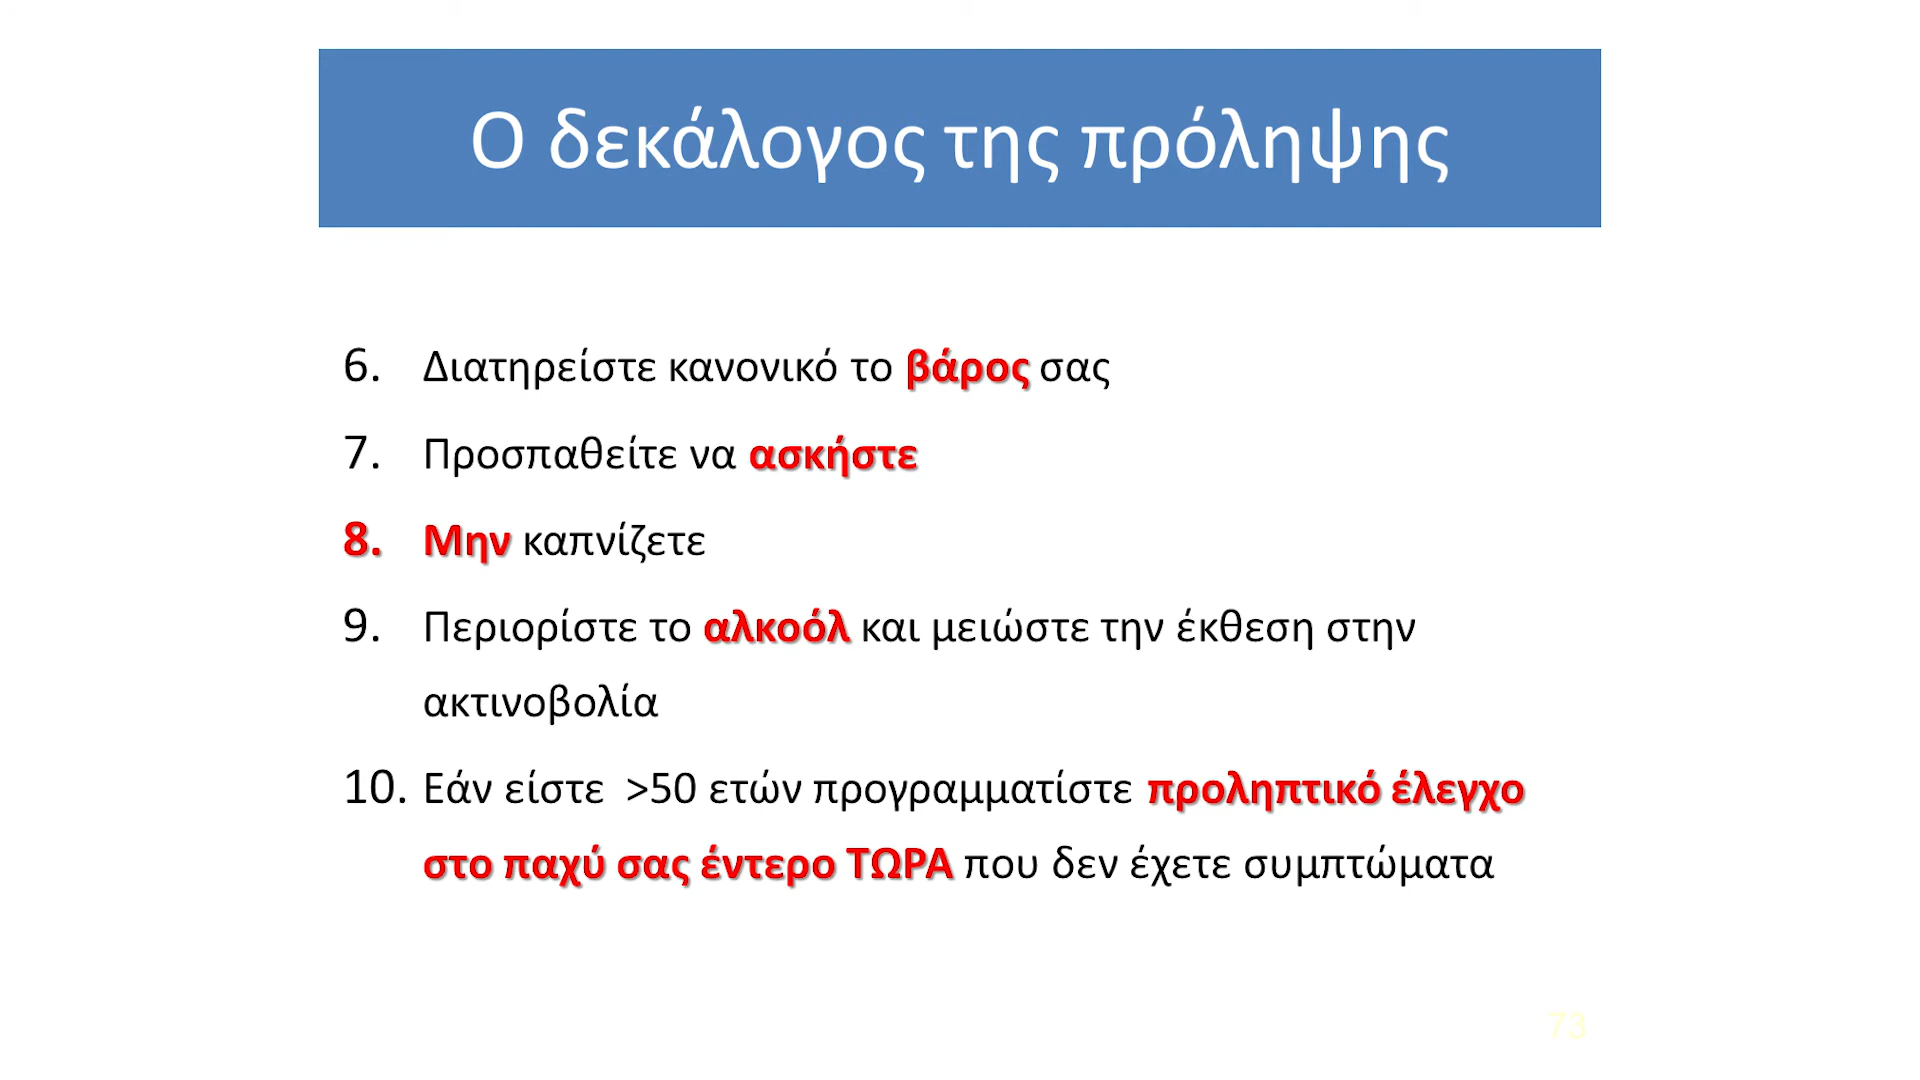 Ο δεκάλογος της πρόληψης
6. Διατηρείστε κανονικό το βάρος σας
7. Προσπαθείτε να ασκήστε
8. Μην καπνίζετε
9. Περιορίστε το αλκοόλ και μειώστε την έκθεση στην
ακτινοβολία
10. Εάν είστε >50 ετών προγραμματίστε προληπτικό έλεγχο
στο παχύ σας έντερο ΤΩΡΑ που δεν έχετε συμπτώματα
73